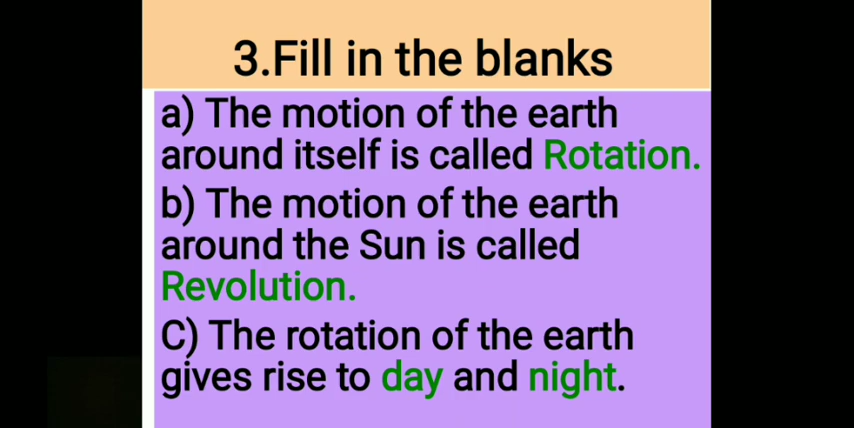 3.Fill in the blanks
a) The motion of the earth
around itself is called Rotation.
b) The motion of the earth
around the Sun is called
Revolution.
C) The rotation of the earth
gives rise to day and night.